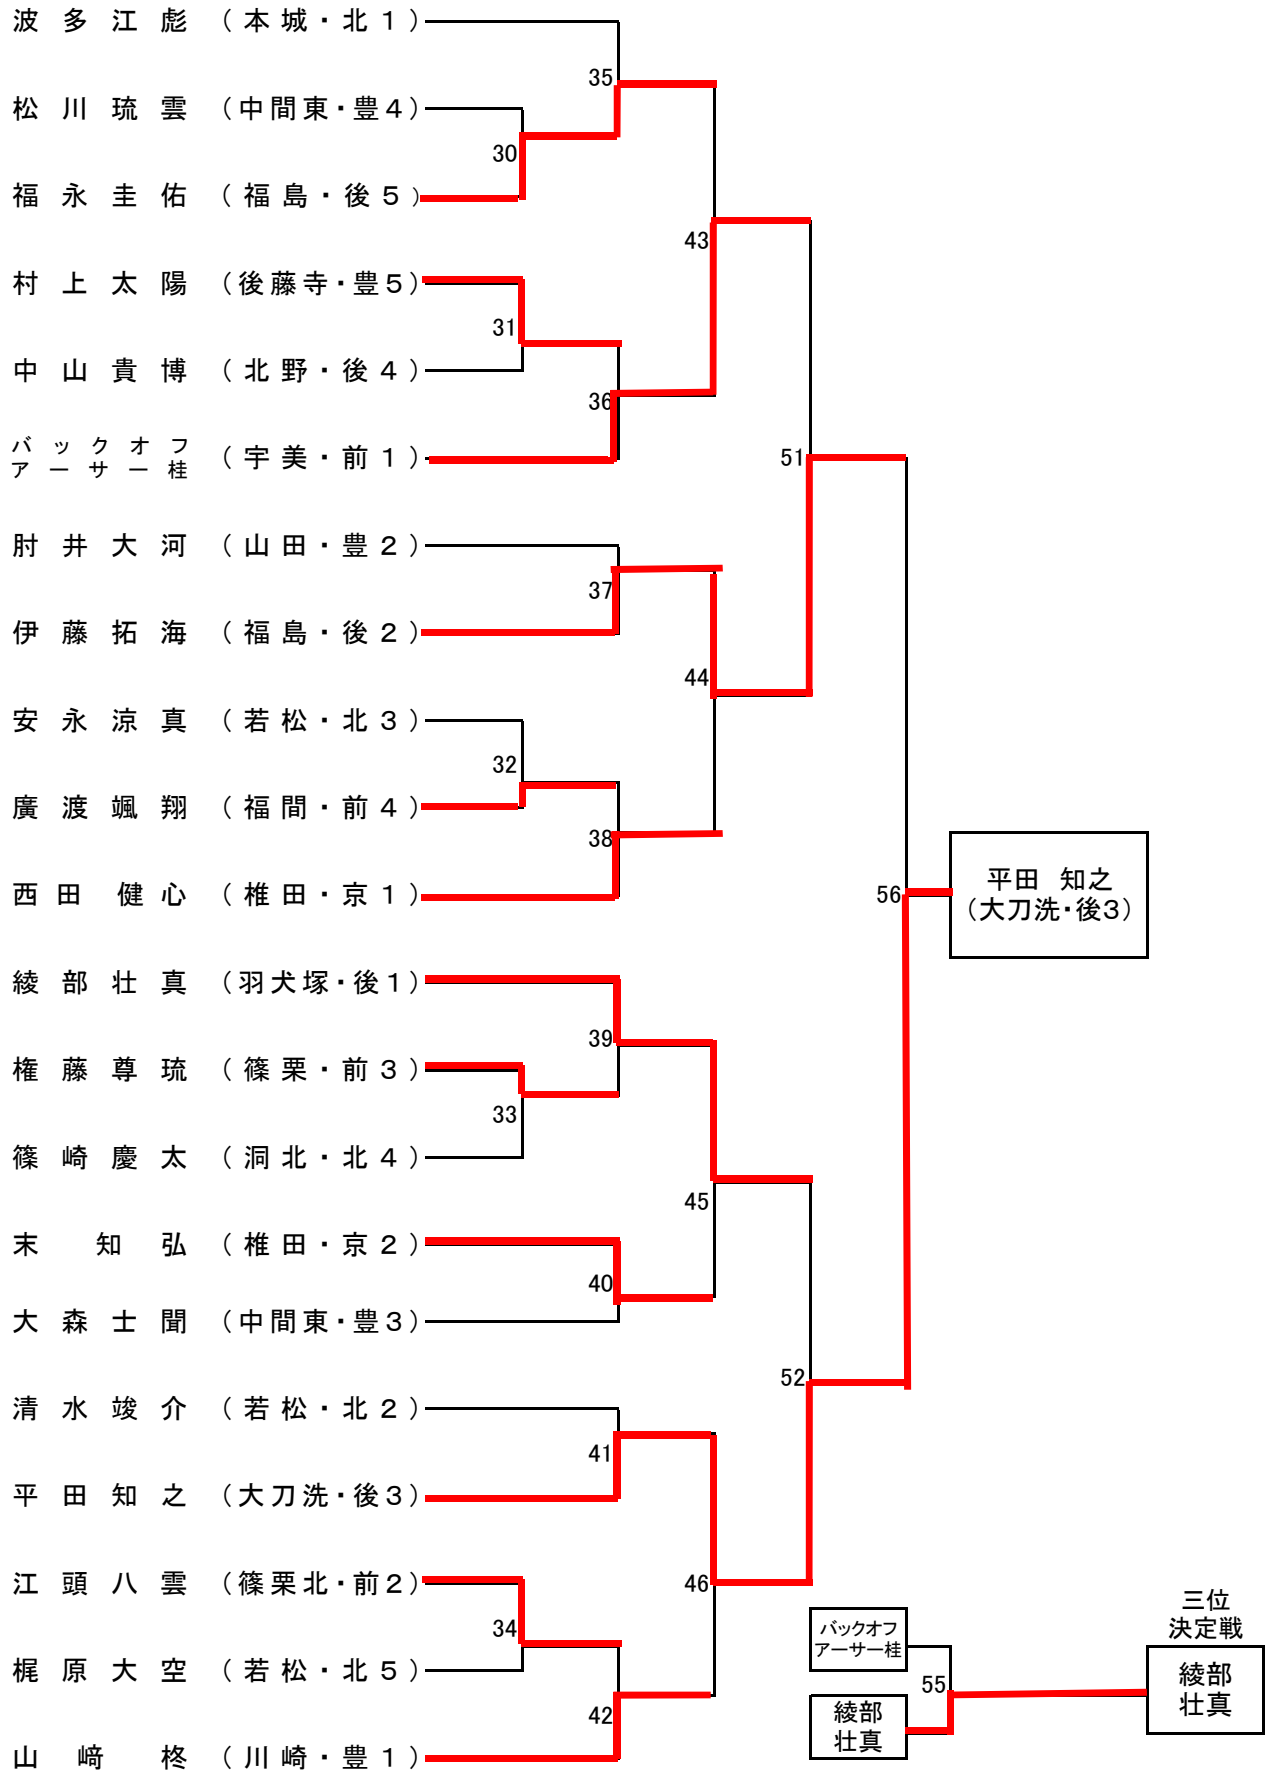 波多江彪（本城・北１）
35
松川琉雲（中間東・豊４）
30
福永圭佑（福島・後５）
43
村上太陽（後藤寺・豊５）
31
中山貴博（北野・後４）
36
バックオフ
アーサー桂（宇美・前１）
51
肘井大河（山田・豊２）
37
伊藤拓海（福島・後２）
44
安永涼真（若松・北３）
32
廣渡颯翔（福間・前４）
38
西田健心（椎田・京１）
56
平田 知之
（大刀洗・後3）
綾部壮真（羽犬塚・後１）
39
権藤尊琉（篠栗・前３）
33
篠崎慶太（洞北・北４）
45
末知弘（椎田・京２）
40
大森士聞（中間東・豊３）
52
清水竣介（若松・北２）
41
平田知之（大刀洗・後３）
46
江頭八雲（篠栗北・前２）
34
梶原大空（若松・北５）
42
山﨑柊（川崎・豊１）
バックオフ
アーサー桂
55
綾部
壮真
三位
決定戦
綾部
壮真